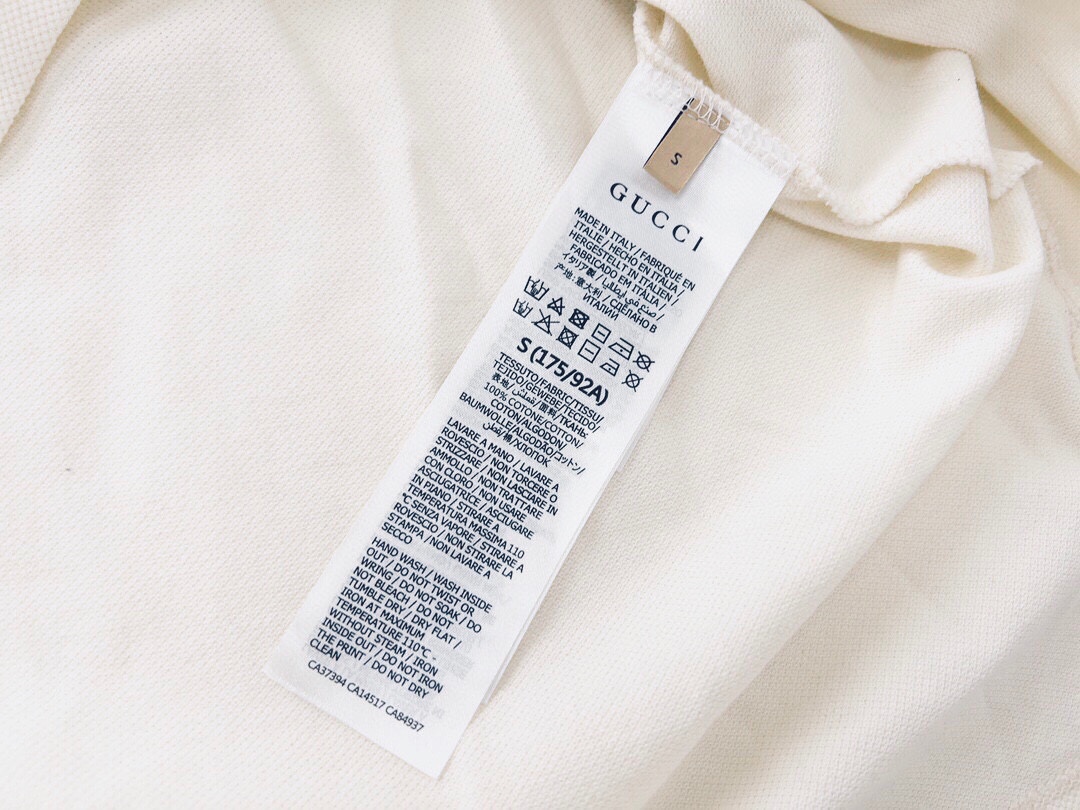 S
GUCCI
MADE IN ITALY / FABRIQUÉ EN
ITALIE / HECHO EN ITALIA /
HERGESTELLT IN ITALIEN /
FABRICADO EM ITÁLIA /
イタリア製 / صنع في ايطاليا /
产地：意大利 / СДЕЛАНО В
ИТАЛИИ
S (175/92A)
TESSUTO/FABRIC/TISSU/
TEJIDO/GEWEBE/TECIDO/
表地/قماش/面料/ТКАНЬ:
100% COTONE/COTTON/
COTON/ALGODON/
BAUMWOLLE/ALGODÃO/コットン/
قطن/棉/ХЛОПОК
LAVARE A MANO / LAVARE A
ROVESCIO / NON TORCERE O
STRIZZARE / NON LASCIARE IN
AMMOLLO / NON TRATTARE
CON CLORO / NON USARE
ASCIUGATRICE / ASCIUGARE
IN PIANO / STIRARE A
TEMPERATURA MASSIMA 110
°C SENZA VAPORE / STIRARE A
ROVESCIO / NON STIRARE LA
STAMPA /NON LAVARE A
SECCO
HAND WASH / WASH INSIDE
OUT / DO NOT TWIST OR
WRING / DO NOT SOAK / DO
NOT BLEACH / DO NOT
TUMBLE DRY / DRY FLAT /
IRON AT MAXIMUM
TEMPERATURE 110°C -
WITHOUT STEAM / IRON
INSIDE OUT / DO NOT IRON
THE PRINT / DO NOT DRY
CLEAN
CA37394 CA14517 CA84937